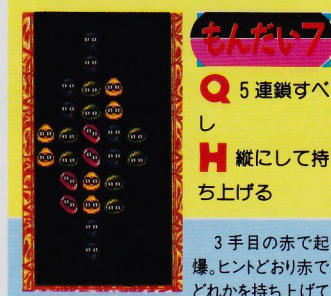 もんだい7
Q 5連鎖すべ
し
H 縦にして持
ち上げる
3手目の赤で起
爆。ヒントどおり赤で
どれかを持ち上げて